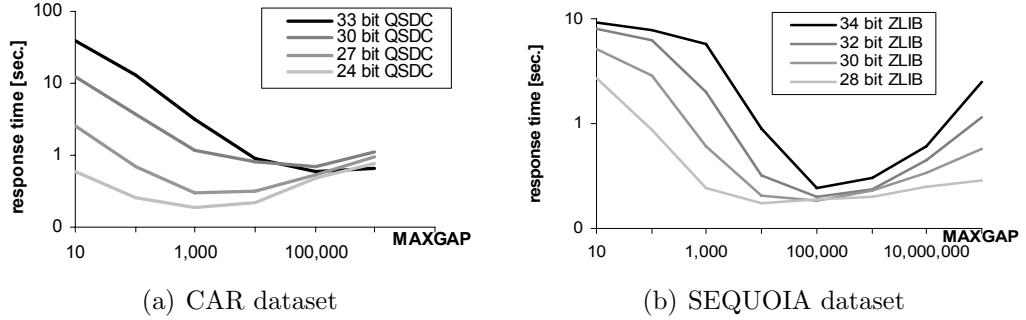 100
10
1
0
response time [sec.]
33 bit QSDC
30 bit QSDC
27 bit QSDC
24 bit QSDC
MAXGAP
10
1,000
100,000
(a) CAR dataset
10
1
0
response time [sec.]
34 bit ZLIB
32 bit ZLIB
30 bit ZLIB
28 bit ZLIB
MAXGAP
10
1,000
100,000
10,000,000
(b) SEQUOIA dataset